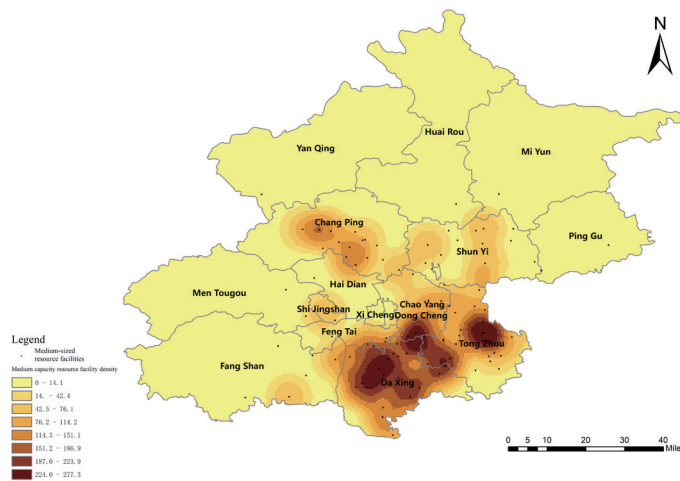 N
Huai Rou
Yan Qing
Mi Yun
Chang Ping
Ping Gu
Shun Yi
Hai Dian
Men Tougou
Chao Yang
Shi Jingshan
Xi Cheng
Dong Cheng
Feng Tai
Tong Zhou
Fang Shan
Da Xing
Legend
Medium-sized
resource facilities
Medium capacity resource facility density
0 - 14.1
14. - 42.4
42.5 - 76.1
76.2 - 114.2
114.3 - 151.1
151.2 - 186.9
187.0 - 223.9
224.0 - 277.3
0 5 10 20 30 40
Mile